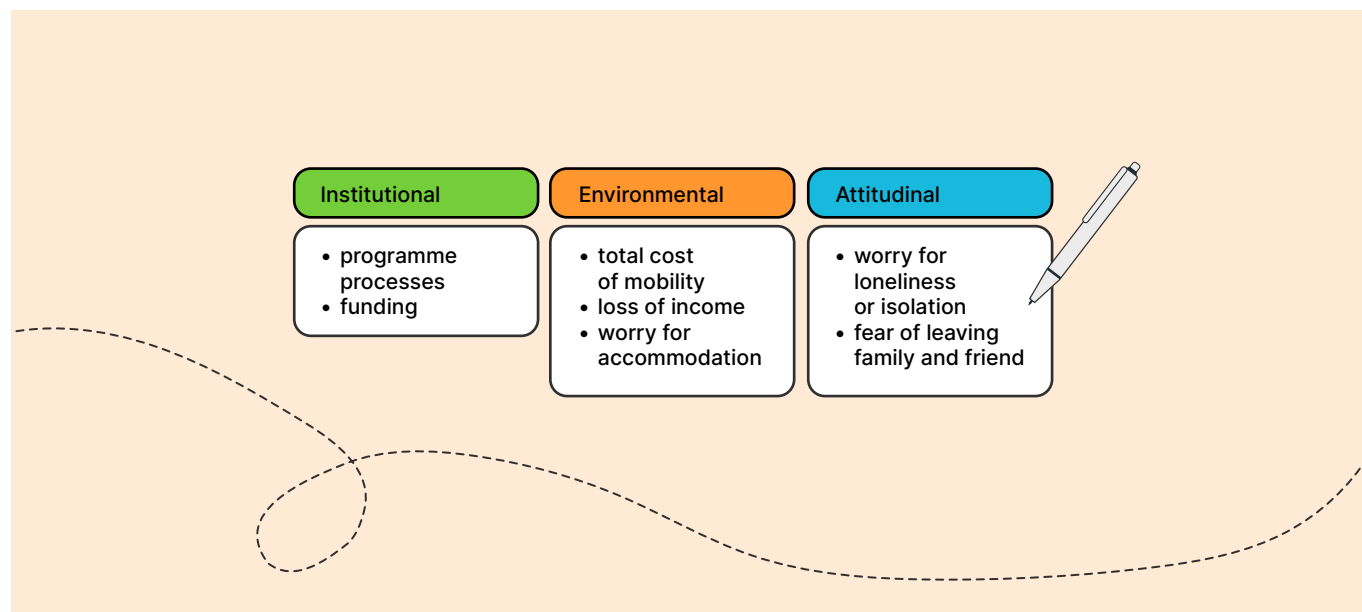 Institutional
• programme
processes
• funding
Environmental
• total cost
of mobility
• loss of income
• worry for
accommodation
Attitudinal
• worry for
loneliness
or isolation
• fear of leaving
family and friend